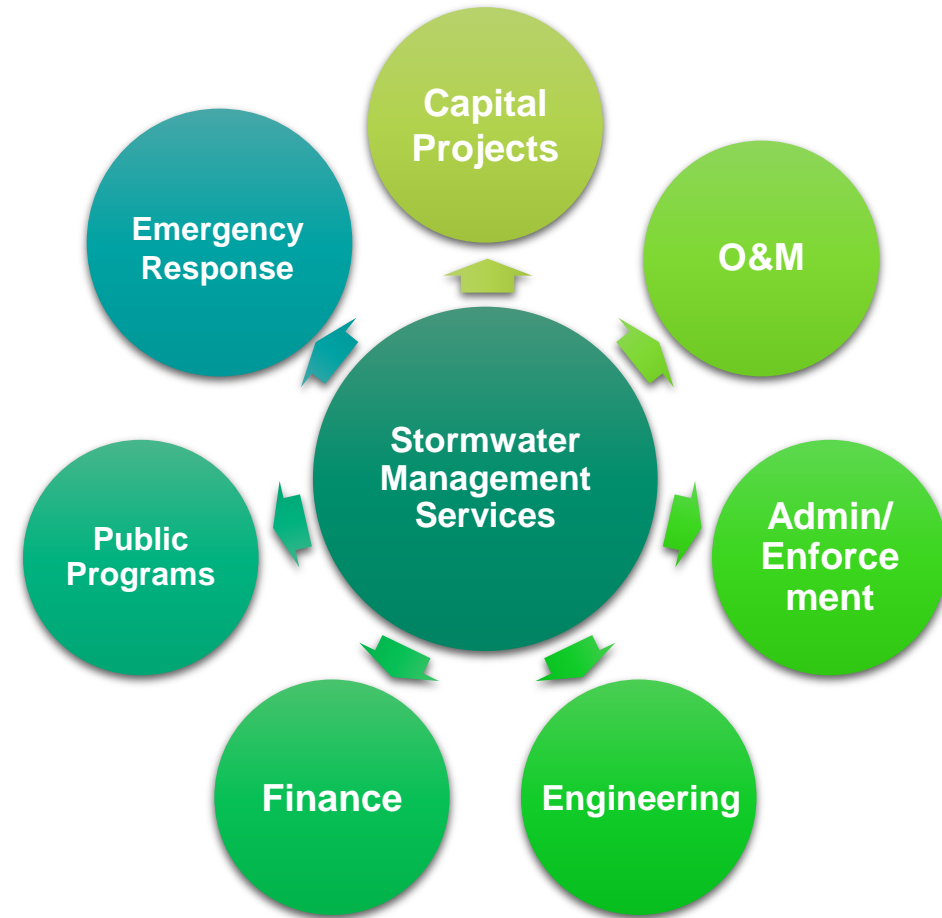 Capital
Projects
O&M
Admin/
Enforce
ment
Engineering
Finance
Public
Programs
Emergency
Response
Stormwater
Management
Services